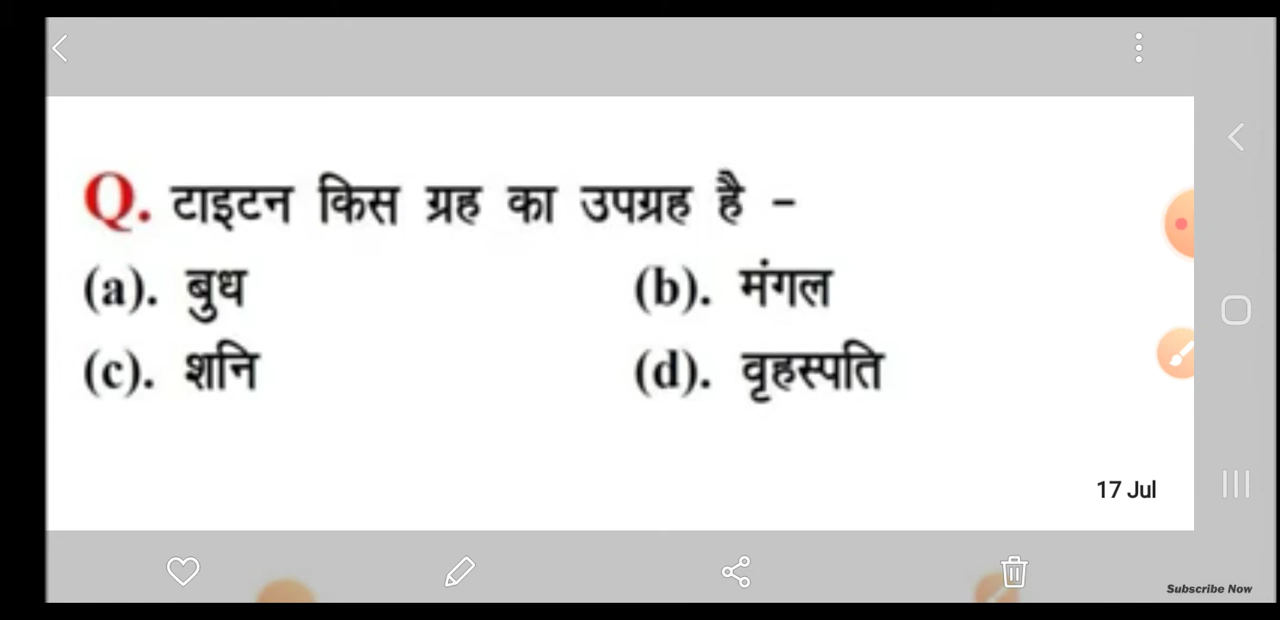 Q. टाइटन किस ग्रह का उपग्रह है -
(a). बुध (b). मंगल
(c). शनि (d). वृहस्पति
17 Jul
Subscribe Now